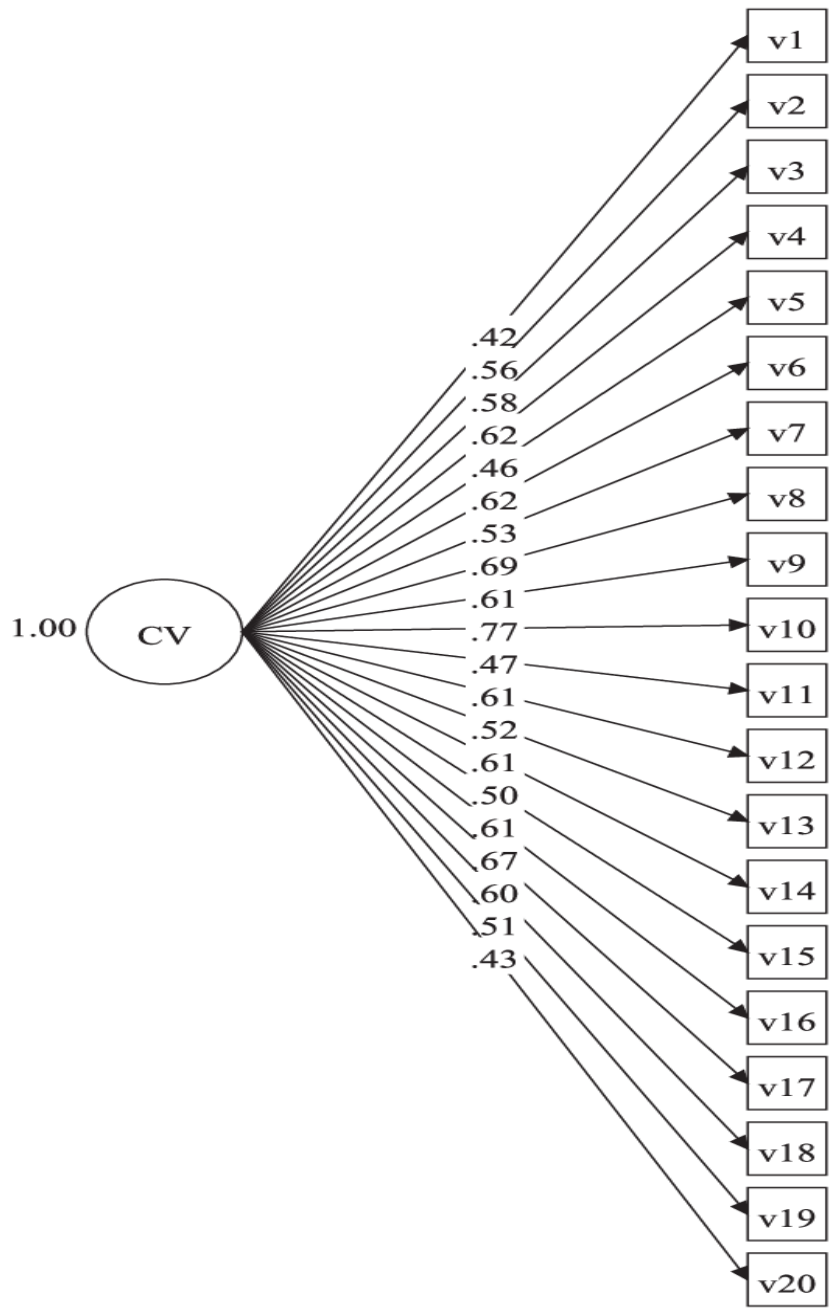 v1
v2
v3
v4
v5
v6
v7
v8
v9
v10
v11
v12
v13
v14
v15
v16
v17
v18
v19
v20
.42
.56
.58
.62
.46
.62
.53
.69
.61
.77
.47
.61
.52
.61
.50
.61
.67
.60
.51
.43
1.00
CV